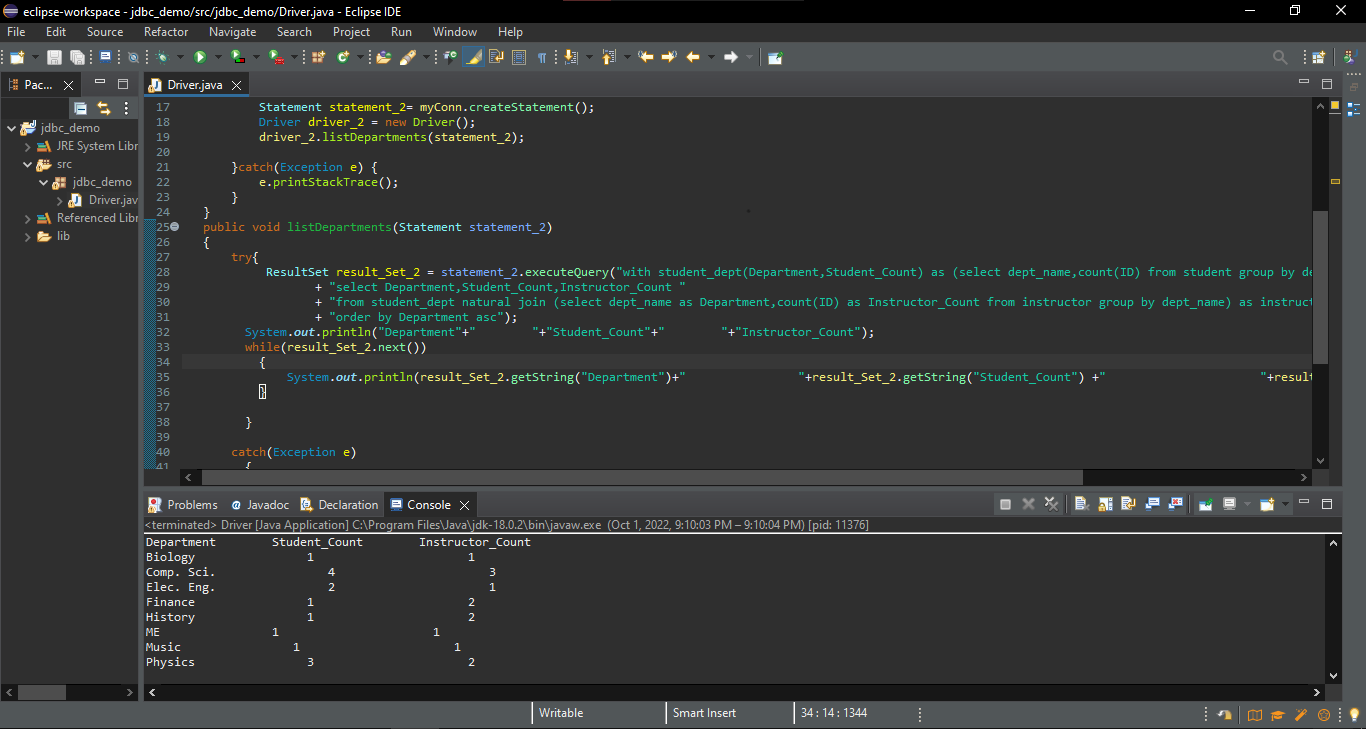 eclipse-workspace - jdbc_demo/src/jdbc_demo/Driver.java - Eclipse IDE
File Edit Source Refactor Navigate Search Project Run Window Help
Pac...
Driver.java
jdbc_demo
JRE System Libr
src
jdbc_demo
Driver.jav
Referenced Libr
lib
17 Statement statement_2= myConn.createStatement();
18 Driver driver_2 = new Driver();
19 driver_2.listDepartments(statement_2);
20
21 }catch(Exception e) {
22 e.printStackTrace();
23 }
24 }
25 public void listDepartments(Statement statement_2)
26 {
27 try{
28 ResultSet result_Set_2 = statement_2.executeQuery("with student_dept(Department,Student_Count) as (select dept_name,count(ID) from student group by de
29 + "select Department,Student_Count,Instructor_Count "
30 + "from student_dept natural join (select dept_name as Department,count(ID) as Instructor_Count from instructor group by dept_name) as instruct
31 + "order by Department asc");
32 System.out.println("Department"+"        "+"Student_Count"+"        "+"Instructor_Count");
33 while(result_Set_2.next())
34 {
35 System.out.println(result_Set_2.getString("Department")+"                "+result_Set_2.getString("Student_Count") +"                      "+result
36 }
37
38 }
39
40 catch(Exception e)
41 {
Problems Javadoc Declaration Console
<terminated> Driver [Java Application] C:\Program Files\Java\jdk-18.0.2\bin\javaw.exe (Oct 1, 2022, 9:10:03 PM – 9:10:04 PM) [pid: 11376]
Department Student_Count Instructor_Count
Biology 1 1
Comp. Sci. 4 3
Elec. Eng. 2 1
Finance 1 2
History 1 2
ME 1 1
Music 1 1
Physics 3 2
Writable Smart Insert 34 : 14 : 1344